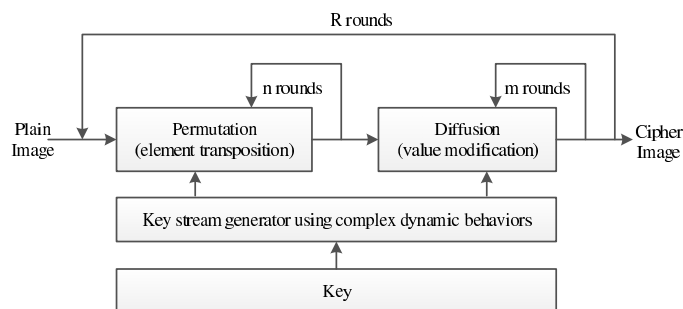 R rounds
n rounds
m rounds
Plain
Image
Permutation
(element transposition)
Diffusion
(value modification)
Cipher
Image
Key stream generator using complex dynamic behaviors
Key